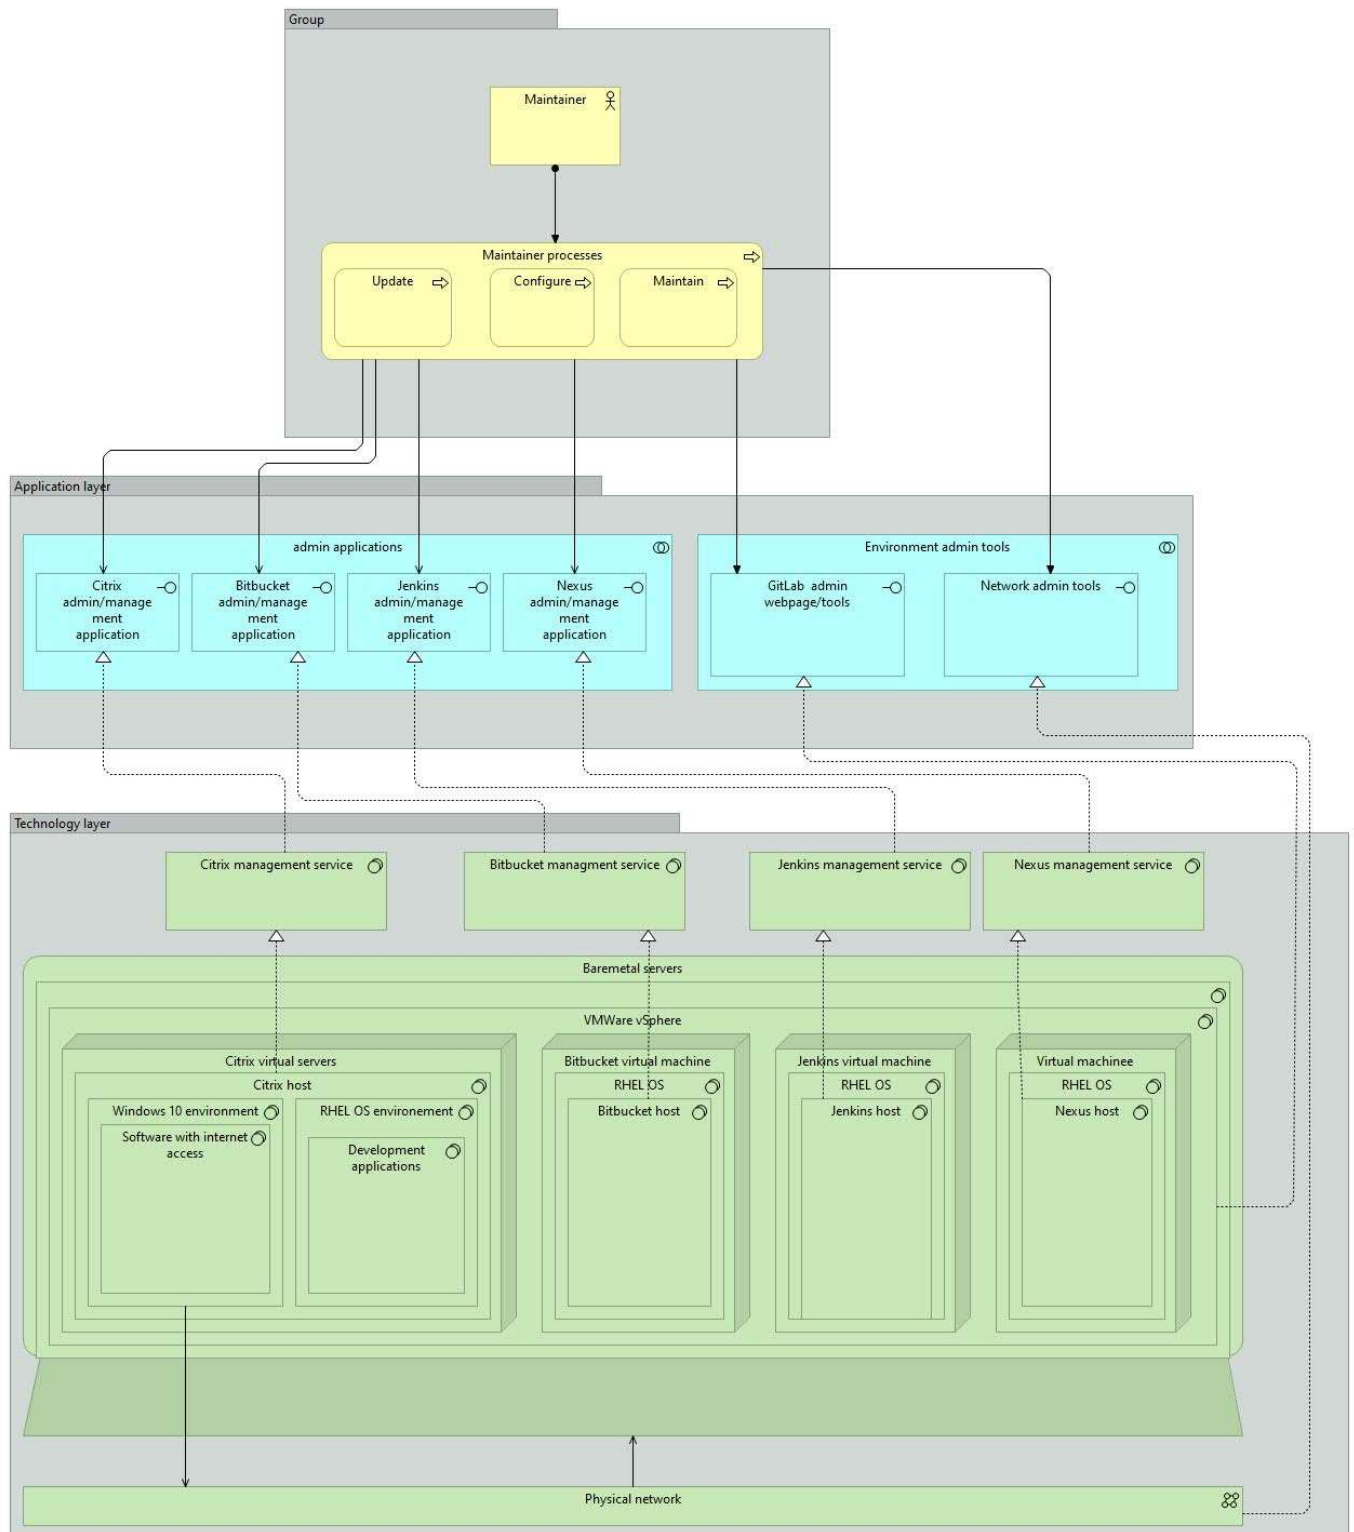 Group
Maintainer
Maintainer processes
Update
Configure
Maintain
Application layer
admin applications
Environment admin tools
Citrix
admin/manage
ment
application
Bitbucket
admin/manage
ment
application
Jenkins
admin/manage
ment
application
Nexus
admin/manage
ment
application
GitLab admin
webpage/tools
Network admin tools
Technology layer
Citrix management service
Bitbucket managment service
Jenkins management service
Nexus management service
Baremetal servers
VMWare vSphere
Citrix virtual servers
Citrix host
Windows 10 environment
Software with internet
access
RHEL OS environement
Development
applications
Bitbucket virtual machine
RHEL OS
Bitbucket host
Jenkins virtual machine
RHEL OS
Jenkins host
Virtual machinee
RHEL OS
Nexus host
Physical network